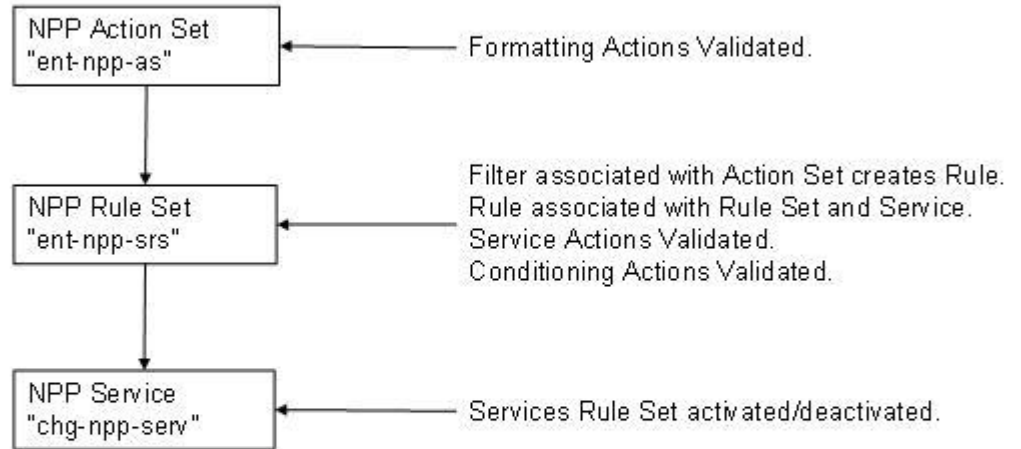 NPP Action Set
"ent-npp-as"
Formatting Actions Validated.
NPP Rule Set
"ent-npp-srs"
Filter associated with Action Set creates Rule.
Rule associated with Rule Set and Service.
Service Actions Validated.
Conditioning Actions Validated.
NPP Service
"chg-npp-serv"
Services Rule Set activated/deactivated.